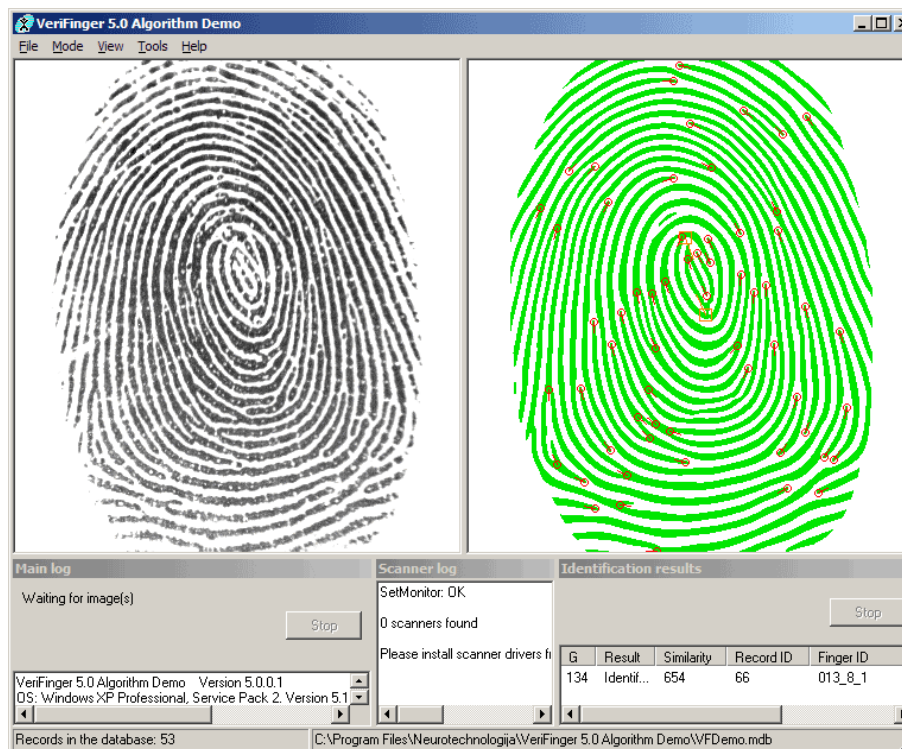 VeriFinger 5.0 Algorithm Demo
File Mode View Tools Help
Main log
Waiting for image(s)
Stop
VeriFinger 5.0 Algorithm Demo Version 5.0.0.1
OS: Windows XP Professional, Service Pack 2. Version 5.1
Scanner log
SetMonitor: OK
0 scanners found
Please install scanner drivers fr
Identification results
Stop
G Result Similarity Record ID Finger ID
134 Identif... 654 66 013_8_1
Records in the database: 53
C:\Program Files\Neurotechnologija\VeriFinger 5.0 Algorithm Demo\VFDemo.mdb